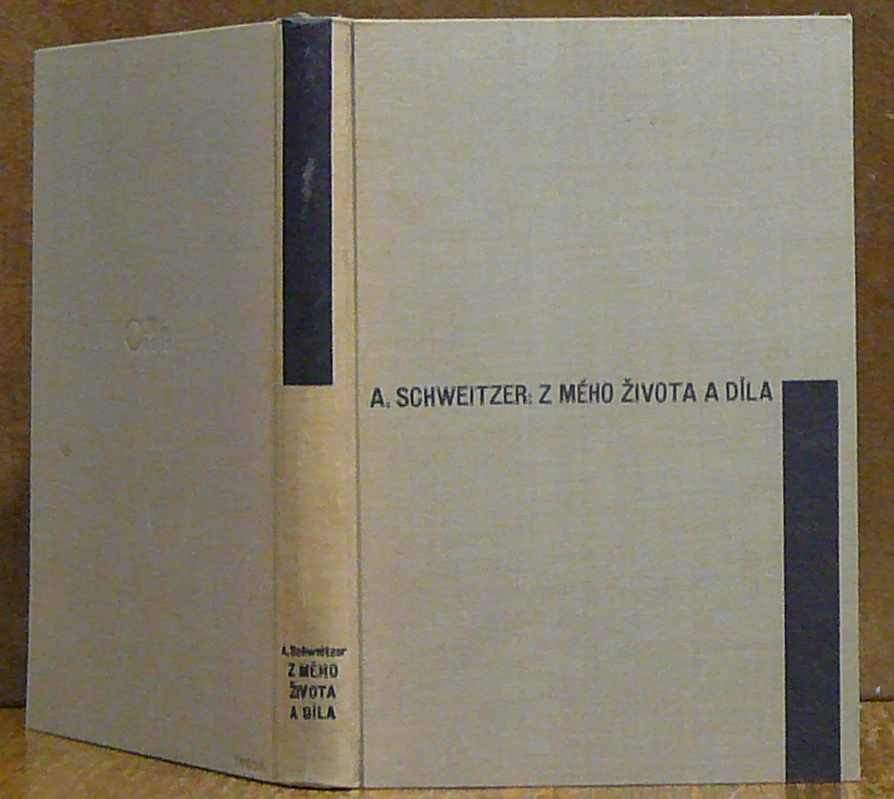 A. SCHWEITZER: Z MÉHO ŽIVOTA A DÍLA
A. Schweitzer
Z MÉHO
ŽIVOTA
A DÍLA